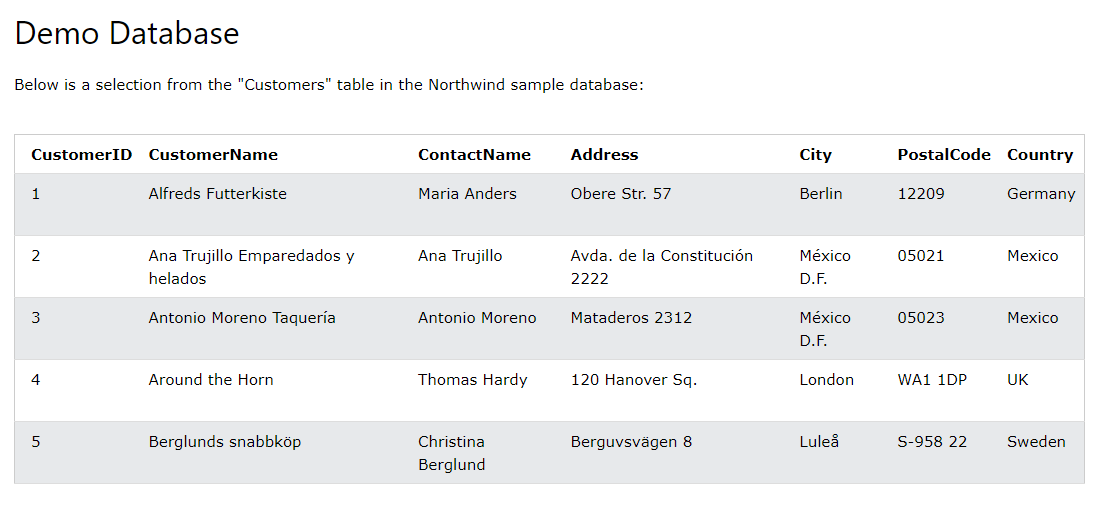 Demo Database
Below is a selection from the "Customers" table in the Northwind sample database:
CustomerID CustomerName ContactName Address City PostalCode Country
1 Alfreds Futterkiste Maria Anders Obere Str. 57 Berlin 12209 Germany
2 Ana Trujillo Emparedados y Ana Trujillo Avda. de la Constitución México 05021 Mexico
helados 2222 D.F.
3 Antonio Moreno Taquería Antonio Moreno Mataderos 2312 México 05023 Mexico
D.F.
4 Around the Horn Thomas Hardy 120 Hanover Sq. London WA1 1DP UK
5 Berglunds snabbköp Christina Berguvsvägen 8 Luleå S-958 22 Sweden
Berglund